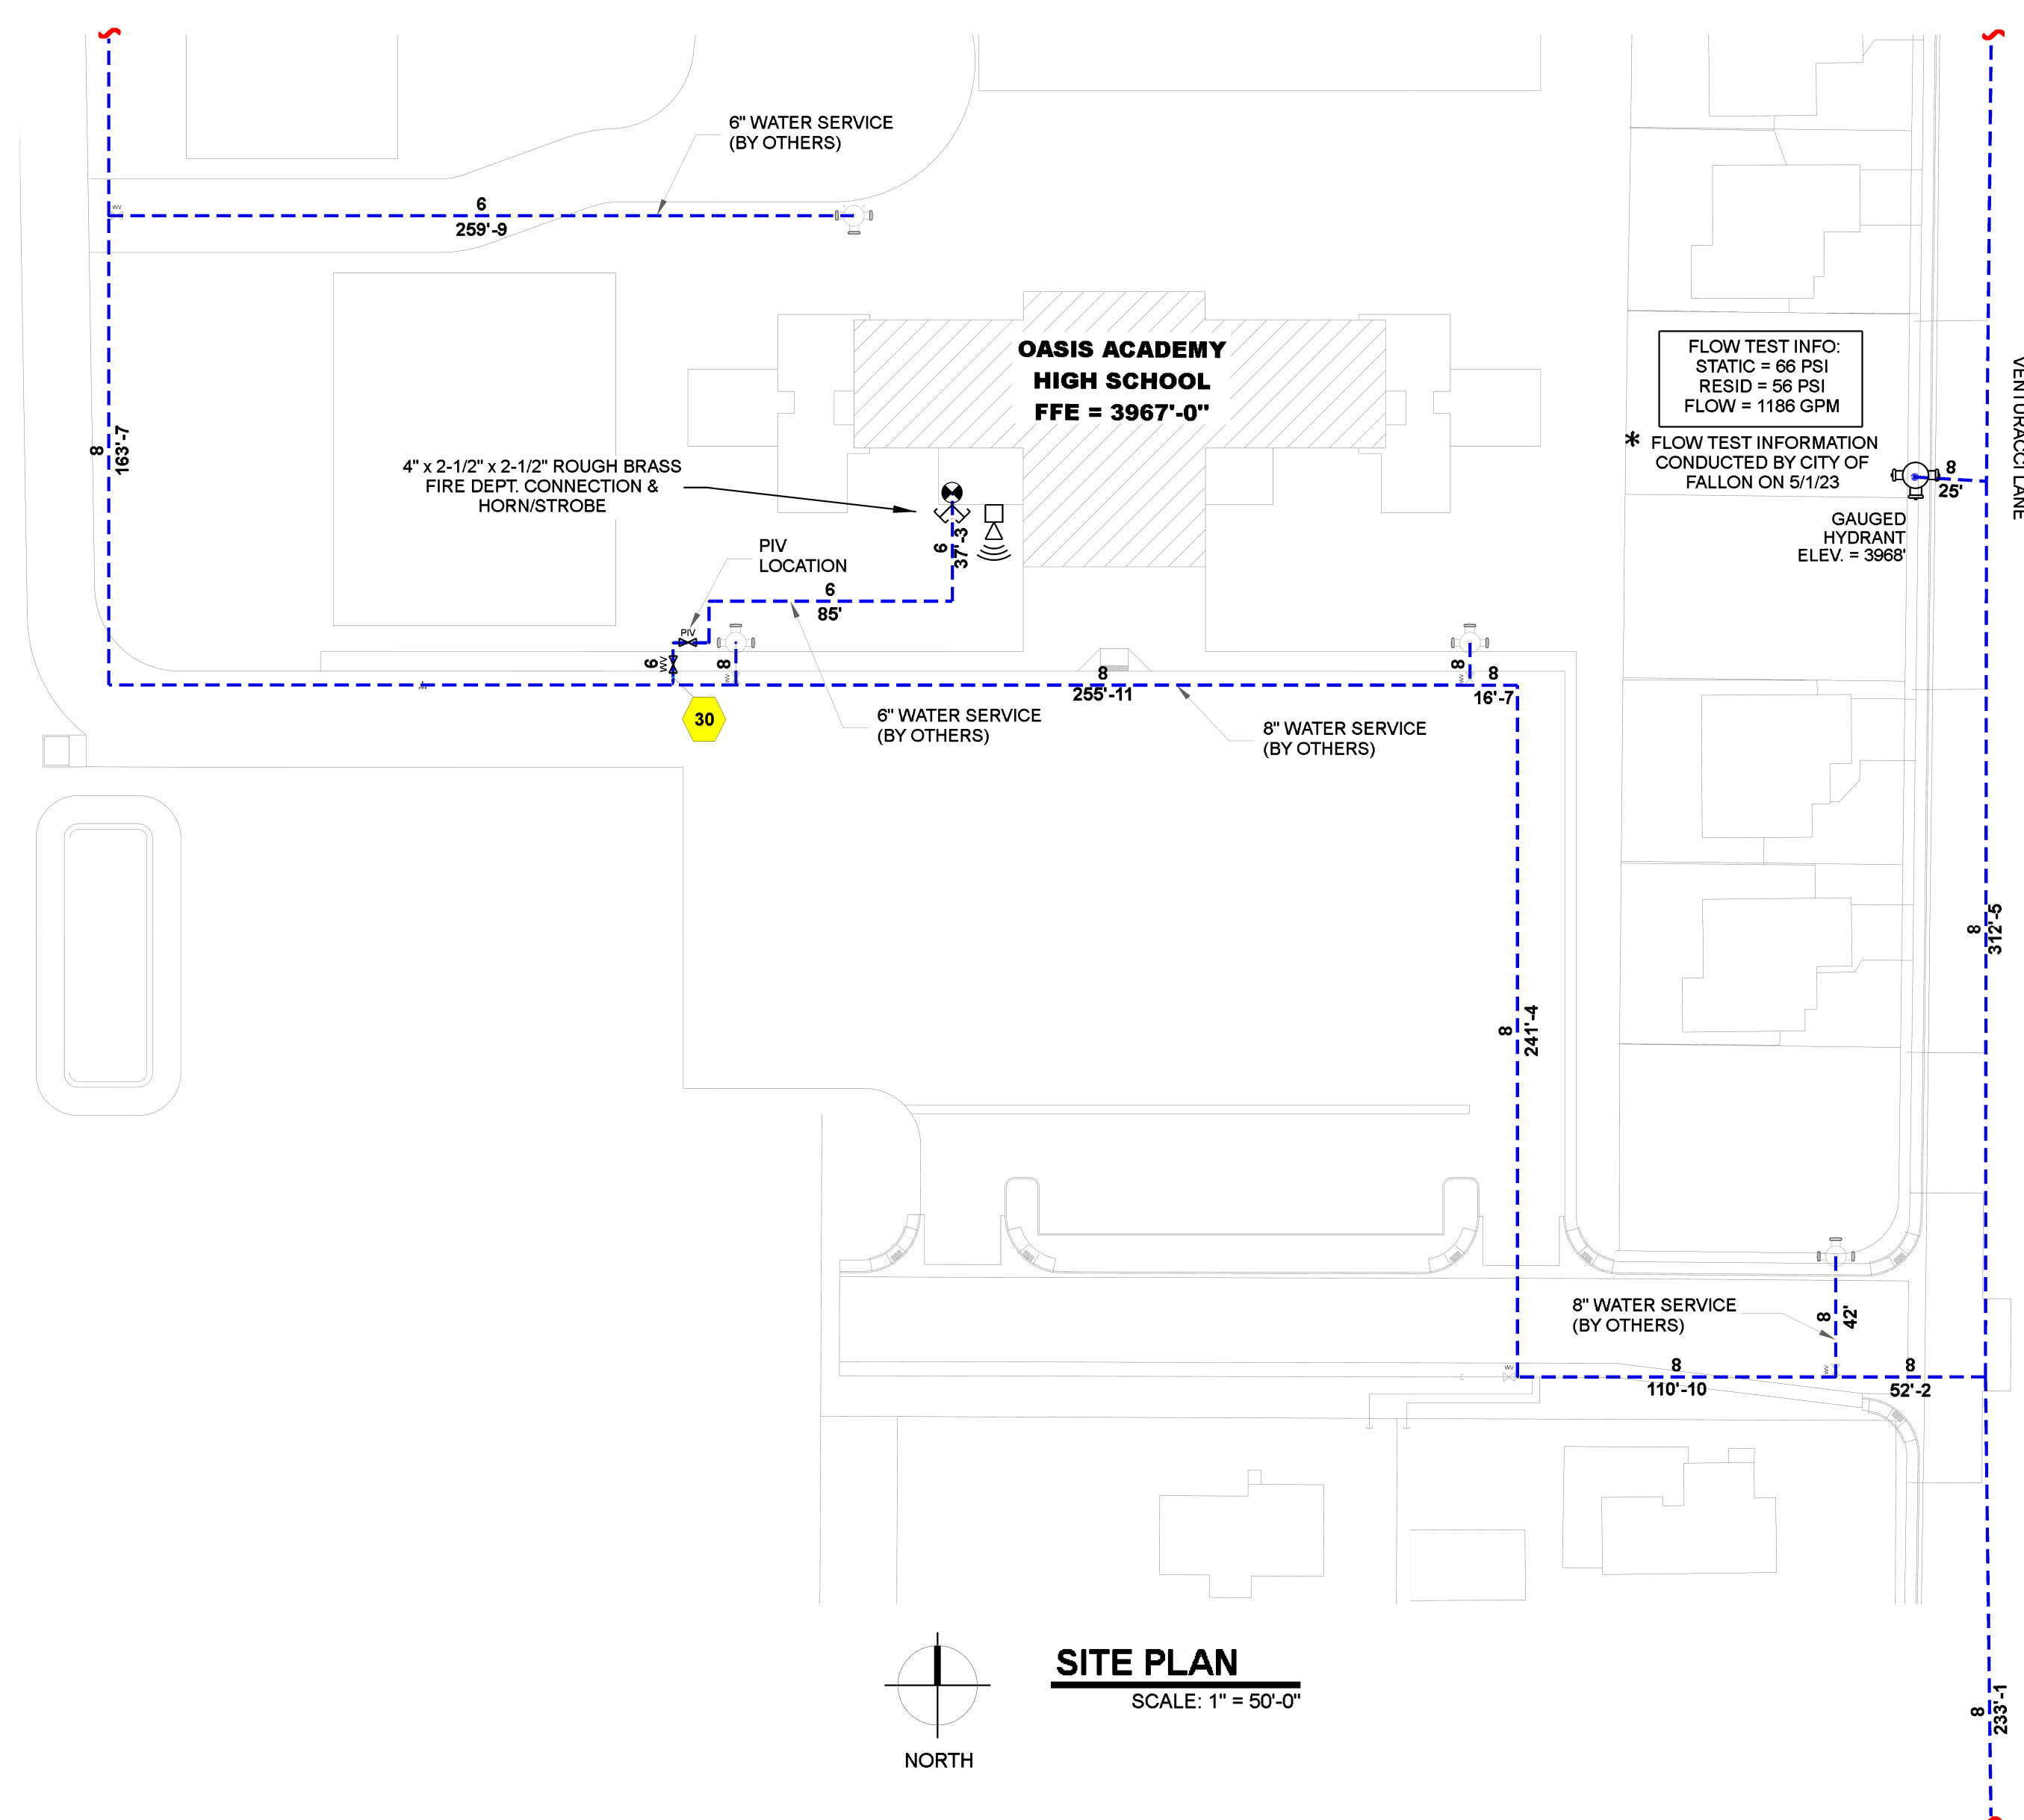 6" WATER SERVICE
(BY OTHERS)
WV
6
259'-9
OASIS ACADEMY
HIGH SCHOOL
FFE = 3967'-0"
FLOW TEST INFO:
STATIC = 66 PSI
RESID = 56 PSI
FLOW = 1186 GPM
* FLOW TEST INFORMATION
CONDUCTED BY CITY OF
FALLON ON 5/1/23
VENTURACCI LANE
8
25'
GAUGED
HYDRANT
ELEV. = 3968'
8
163'-7
4" x 2-1/2" x 2-1/2" ROUGH BRASS
FIRE DEPT. CONNECTION &
HORN/STROBE
6
37'-3
PIV
LOCATION
6
85'
PIV
6
WV
8
WV
8
255'-11
8
WV
8
16'-7
30
6" WATER SERVICE
(BY OTHERS)
8" WATER SERVICE
(BY OTHERS)
8
312'-5
8
241'-4
8" WATER SERVICE
(BY OTHERS)
8
42'
WV
8
110'-10
WV
8
52'-2
SITE PLAN
SCALE: 1" = 50'-0"
NORTH
8
233'-1